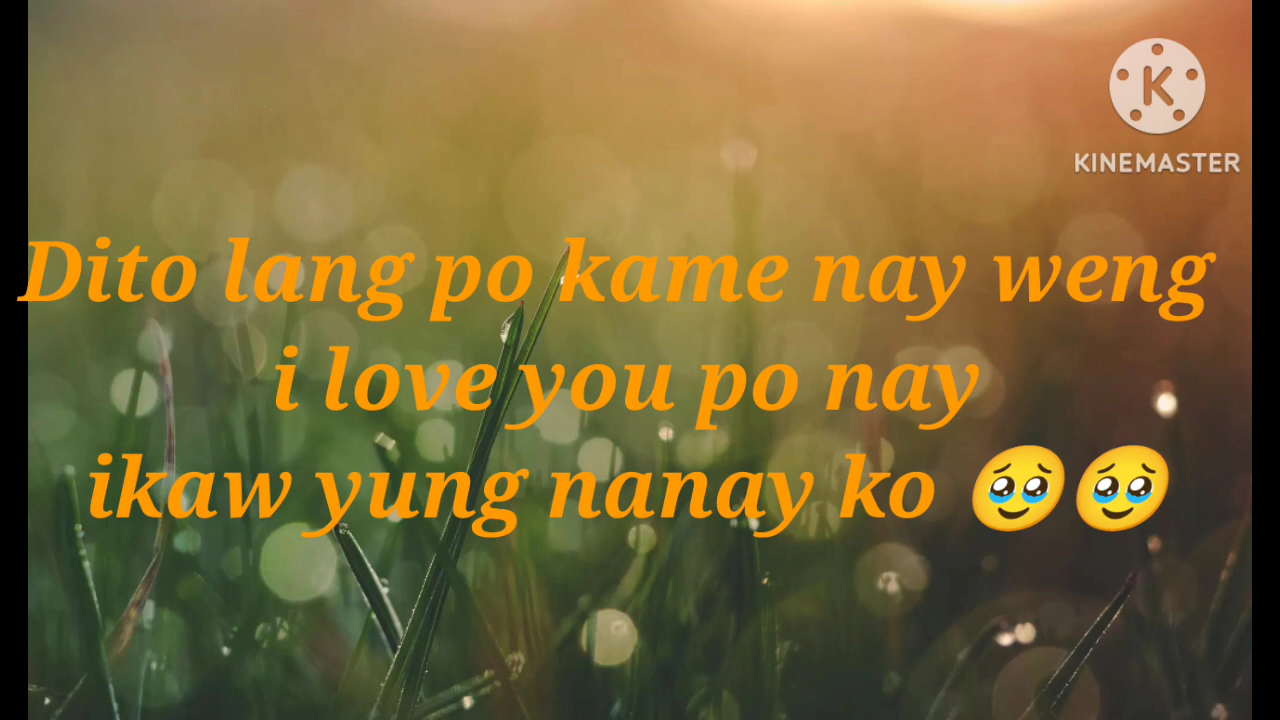 K
KINEMASTER
Dito lang po kame nay weng
i love you po nay
ikaw yung nanay ko 🥹🥹